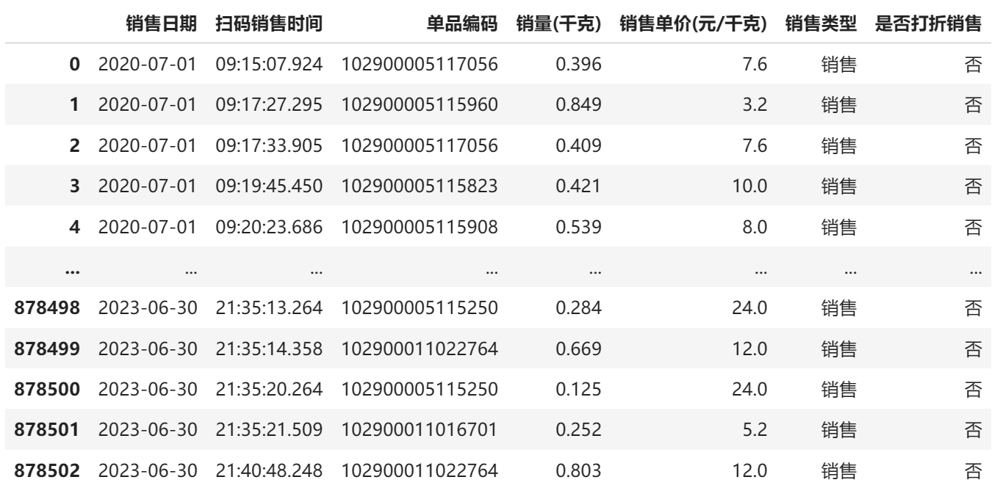 销售日期 扫码销售时间 单品编码 销量(千克) 销售单价(元/千克) 销售类型 是否打折销售
0 2020-07-01 09:15:07.924 102900005117056 0.396 7.6 销售 否
1 2020-07-01 09:17:27.295 102900005115960 0.849 3.2 销售 否
2 2020-07-01 09:17:33.905 102900005117056 0.409 7.6 销售 否
3 2020-07-01 09:19:45.450 102900005115823 0.421 10.0 销售 否
4 2020-07-01 09:20:23.686 102900005115908 0.539 8.0 销售 否
... ... ... ... ... ... ... ...
878498 2023-06-30 21:35:13.264 102900005115250 0.284 24.0 销售 否
878499 2023-06-30 21:35:14.358 102900011022764 0.669 12.0 销售 否
878500 2023-06-30 21:35:20.264 102900005115250 0.125 24.0 销售 否
878501 2023-06-30 21:35:21.509 102900011016701 0.252 5.2 销售 否
878502 2023-06-30 21:40:48.248 102900011022764 0.803 12.0 销售 否